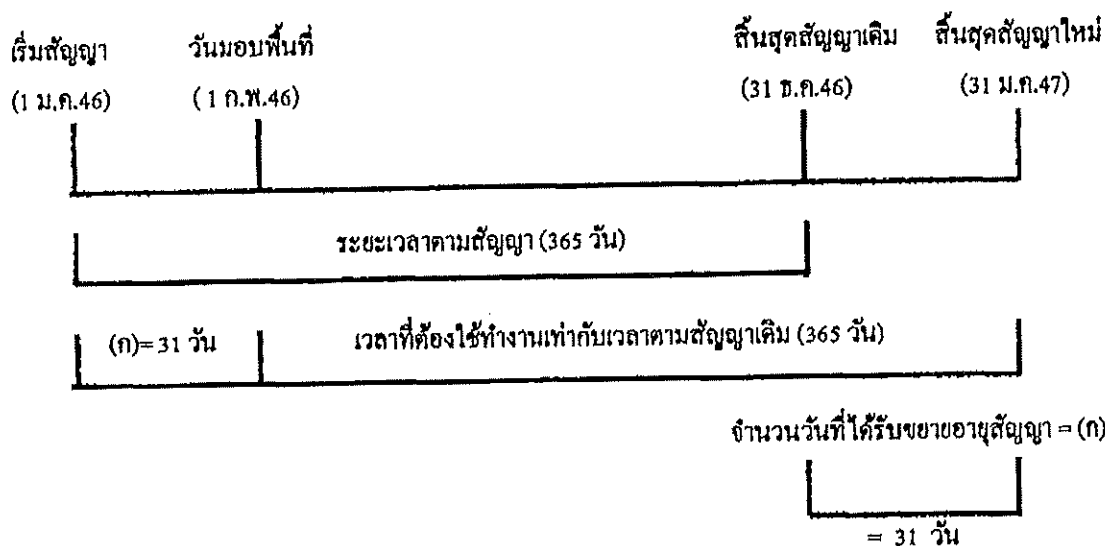 เริ่มสัญญา วันมอบพื้นที่ สิ้นสุดสัญญาเดิม สิ้นสุดสัญญาใหม่
(1 ม.ค.46) ( 1 ก.พ.46) (31 ธ.ค.46) (31 ม.ค.47)
ระยะเวลาตามสัญญา (365 วัน)
(ก)= 31 วัน เวลาที่ต้องใช้ทำงานเท่ากับเวลาตามสัญญาเดิม (365 วัน)
จำนวนวันที่ได้รับขยายอายุสัญญา = (ก)
= 31 วัน